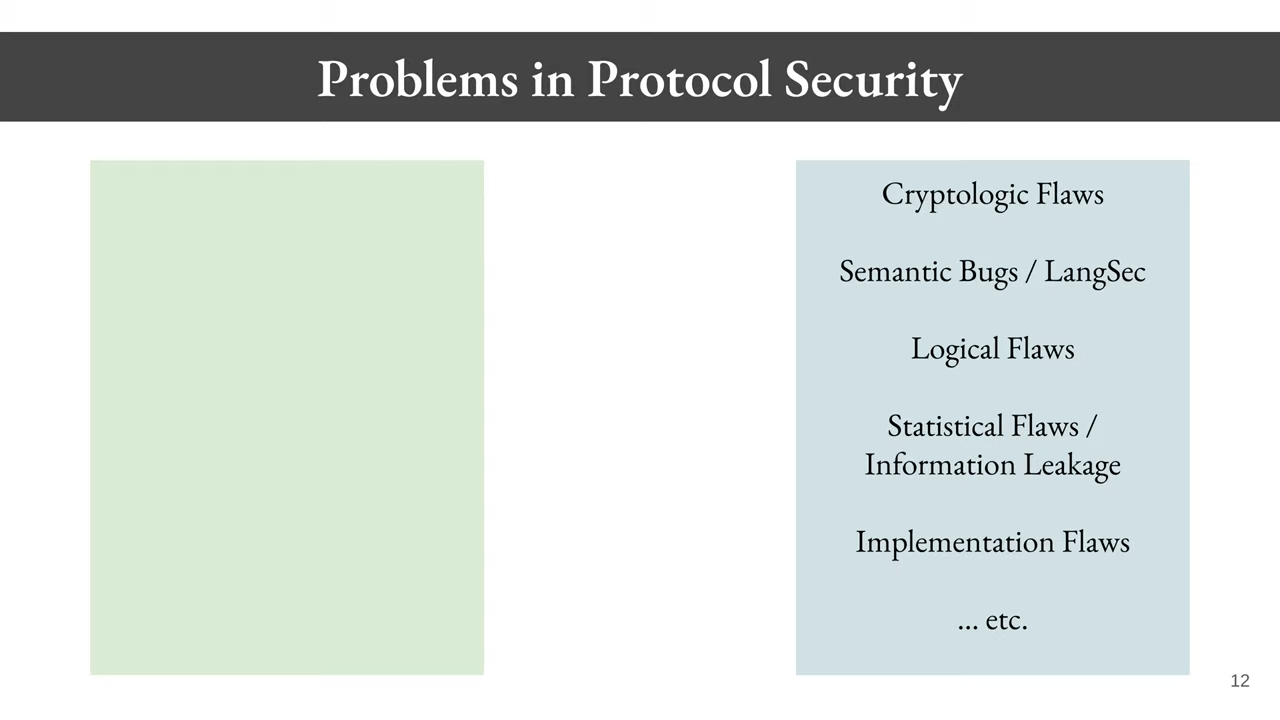 Problems in Protocol Security
Cryptologic Flaws
Semantic Bugs / LangSec
Logical Flaws
Statistical Flaws /
Information Leakage
Implementation Flaws
... etc.
12